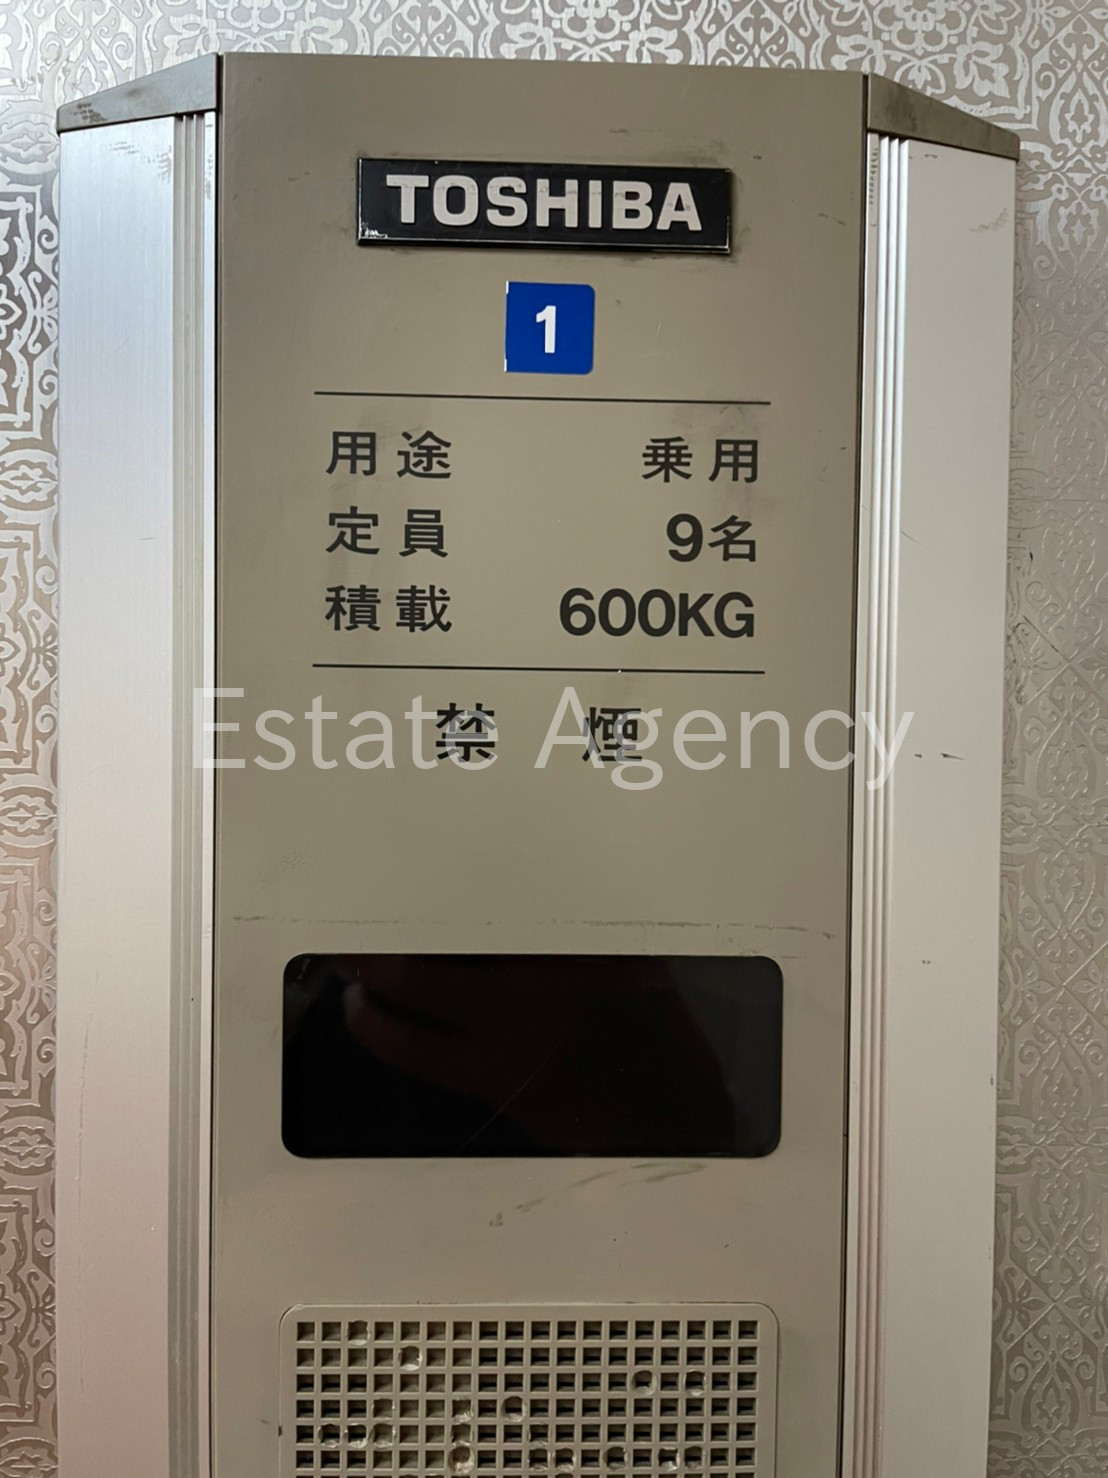 TOSHIBA
1
用途 乗用
定員 9名
積載 600KG
禁煙
Estate Agency